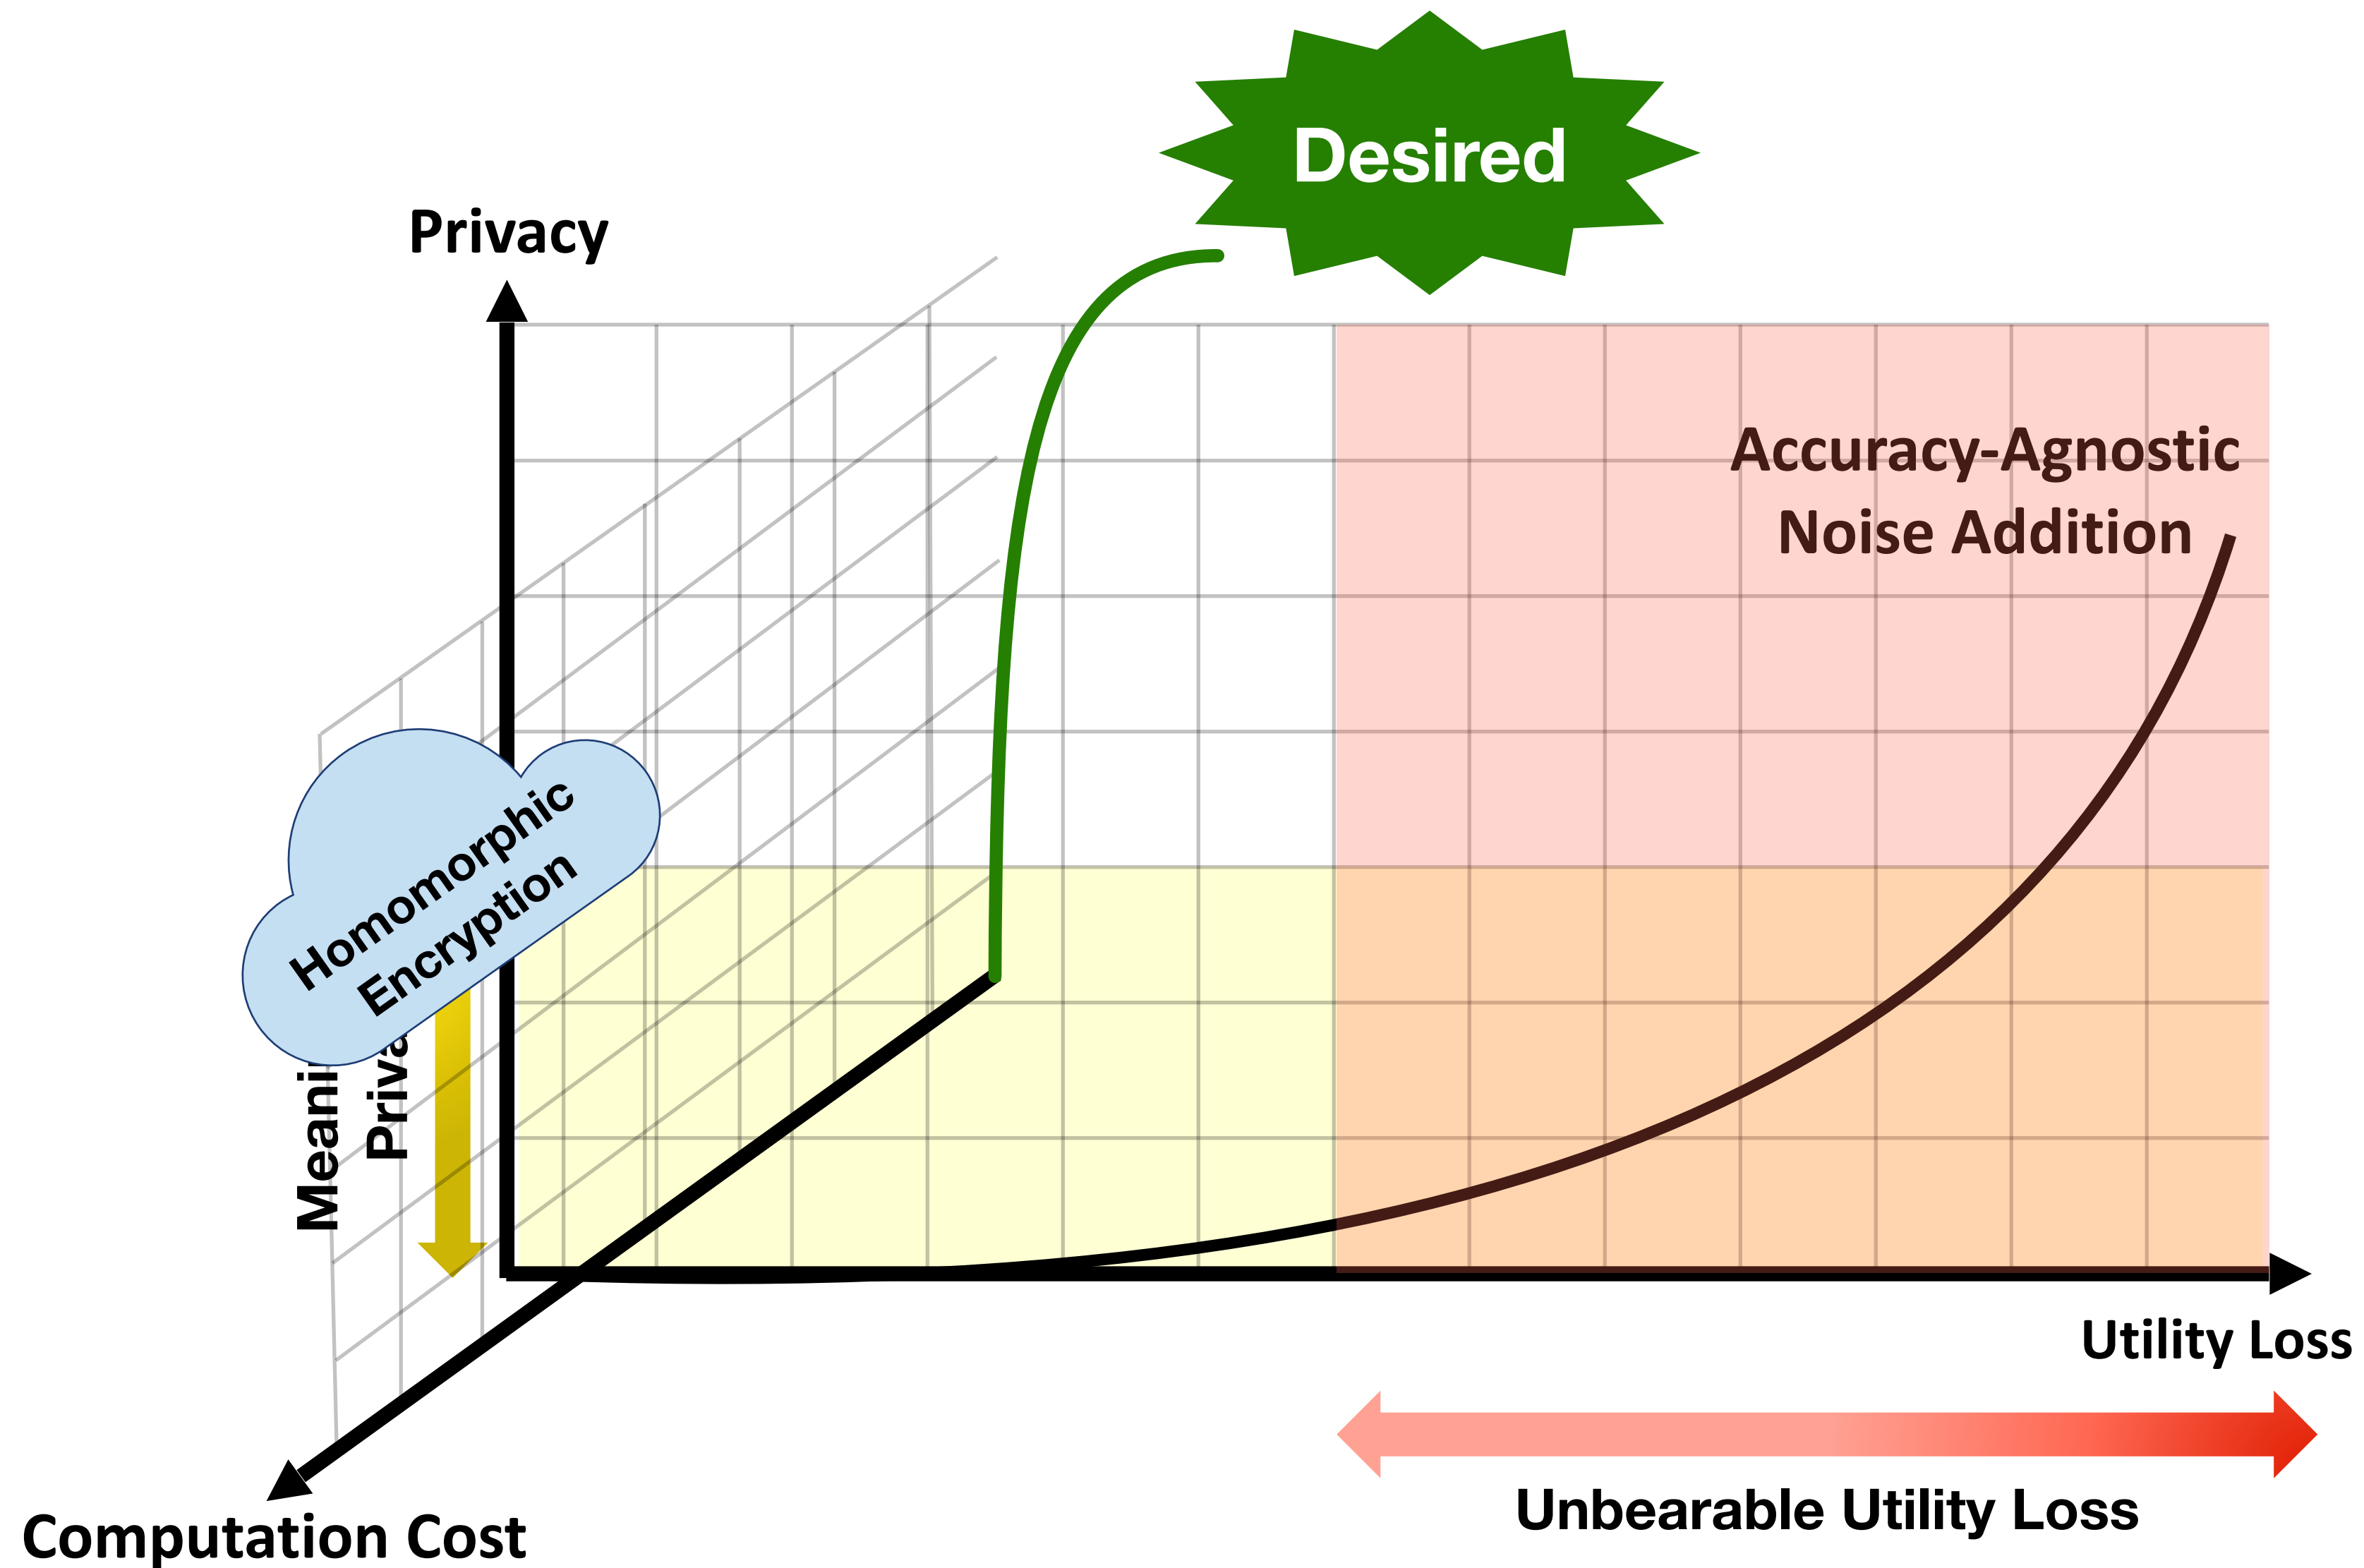 Desired
Privacy
Accuracy-Agnostic
Noise Addition
Homomorphic
Encryption
Utility Loss
Unbearable Utility Loss
Computation Cost